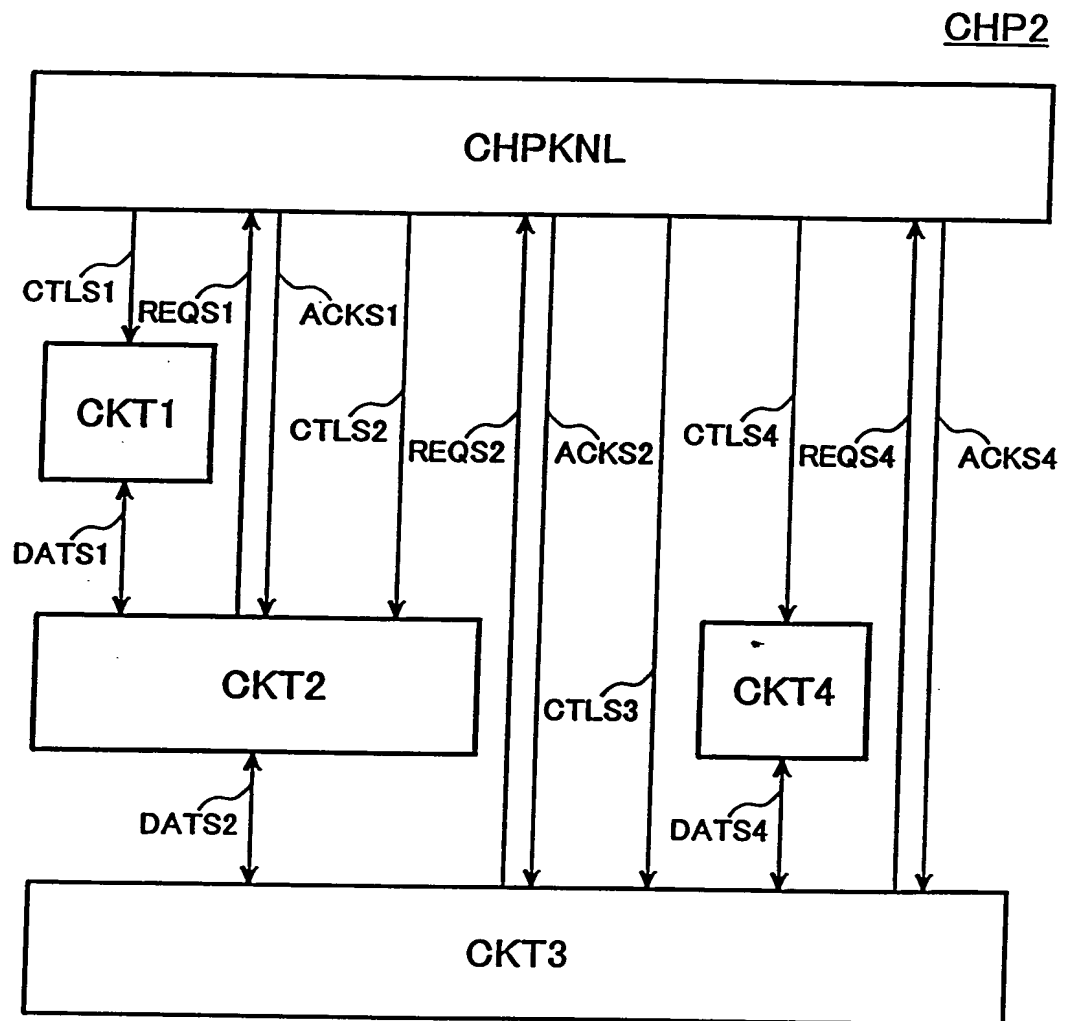 CHP2
CHPKNL
CTLS1
REQS1
ACKS1
CKT1
CTLS2
REQS2
ACKS2
CTLS4
REQS4
ACKS4
DATS1
CKT2
CTLS3
CKT4
DATS2
DATS4
CKT3